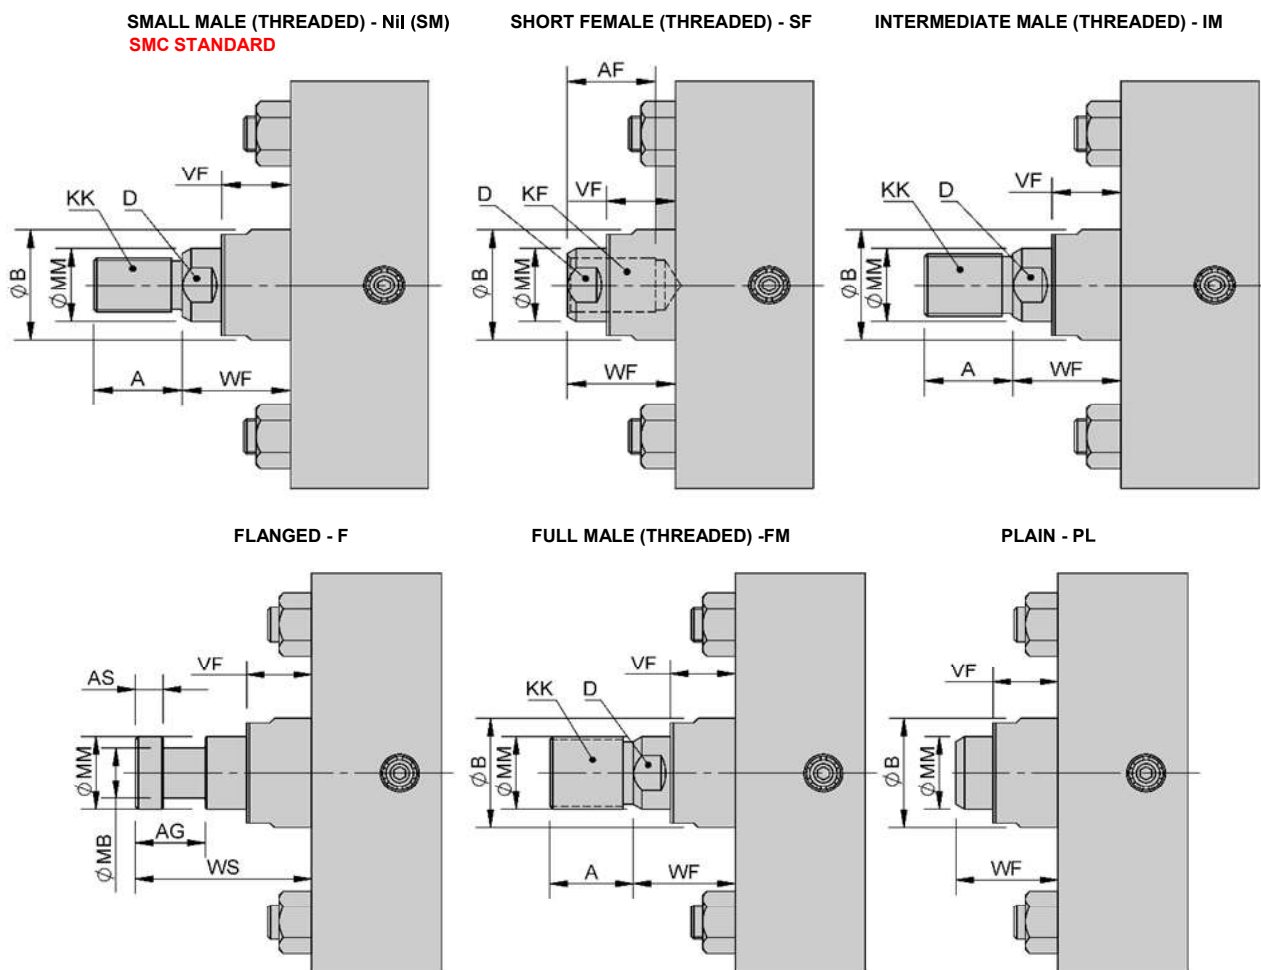 SMALL MALE (THREADED) - Nil (SM)
SMC STANDARD
SHORT FEMALE (THREADED) - SF
INTERMEDIATE MALE (THREADED) - IM
VF
KK D
ØB
ØMM
A WF
AF
VF
D KF
ØB
ØMM
WF
VF
KK D
ØB
ØMM
A WF
FLANGED - F
FULL MALE (THREADED) -FM
PLAIN - PL
VF
AS
ØMM
ØMB
AG
WS
VF
KK D
ØB
ØMM
A WF
VF
ØB
ØMM
WF